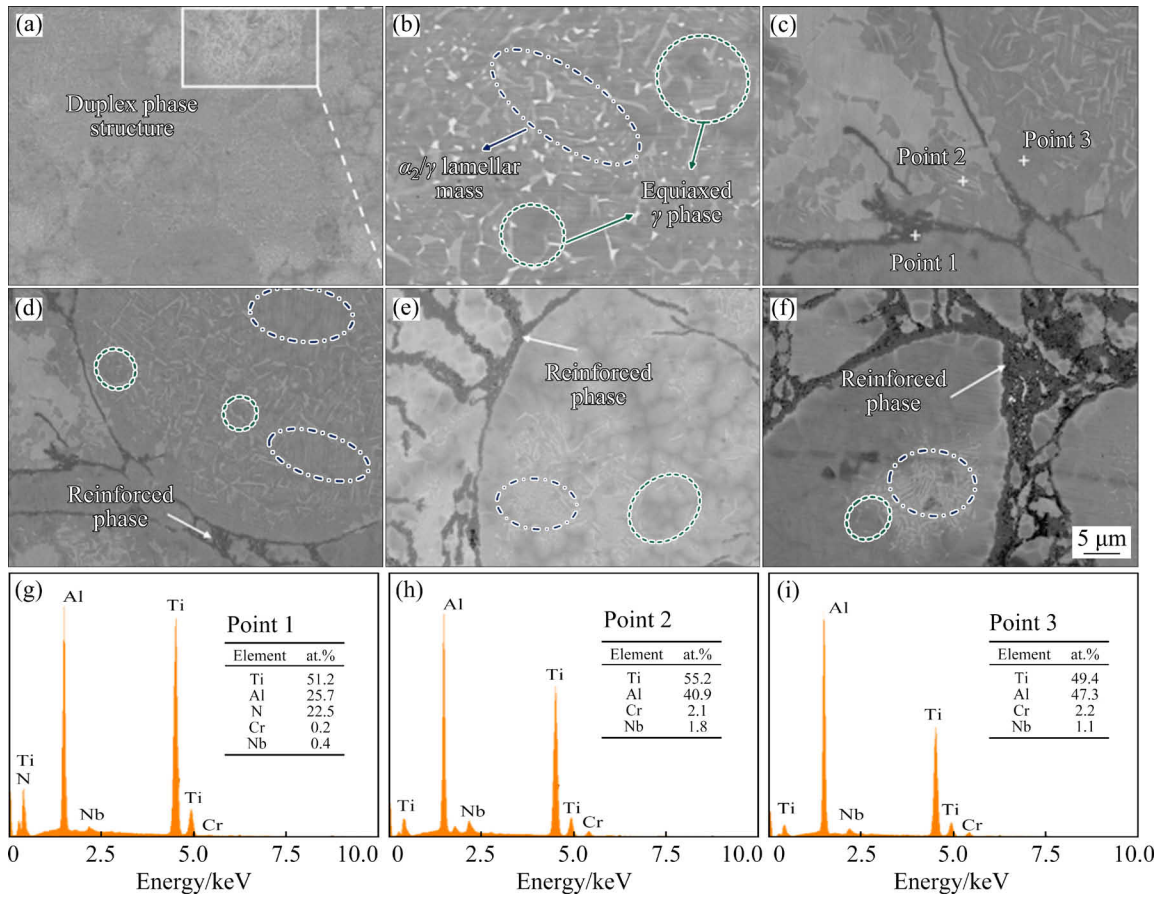 (a)
Duplex phase
structure
(b)
α₂/γ lamellar
mass
Equiaxed
γ phase
(c)
Point 2
Point 3
Point 1
(d)
Reinforced
phase
(e)
Reinforced
phase
(f)
Reinforced
phase
5 μm
(g)
Al
Ti
Point 1
Element at.%
Ti 51.2
Al 25.7
N 22.5
Cr 0.2
Nb 0.4
Ti
N
Nb
Ti
Cr
0 2.5 5.0 7.5 10.0
Energy/keV
(h)
Al
Point 2
Element at.%
Ti 55.2
Al 40.9
Cr 2.1
Nb 1.8
Ti
Ti
Nb
Ti
Cr
0 2.5 5.0 7.5 10.0
Energy/keV
(i)
Al
Point 3
Element at.%
Ti 49.4
Al 47.3
Cr 2.2
Nb 1.1
Ti
Ti
Nb
Ti
Cr
0 2.5 5.0 7.5 10.0
Energy/keV